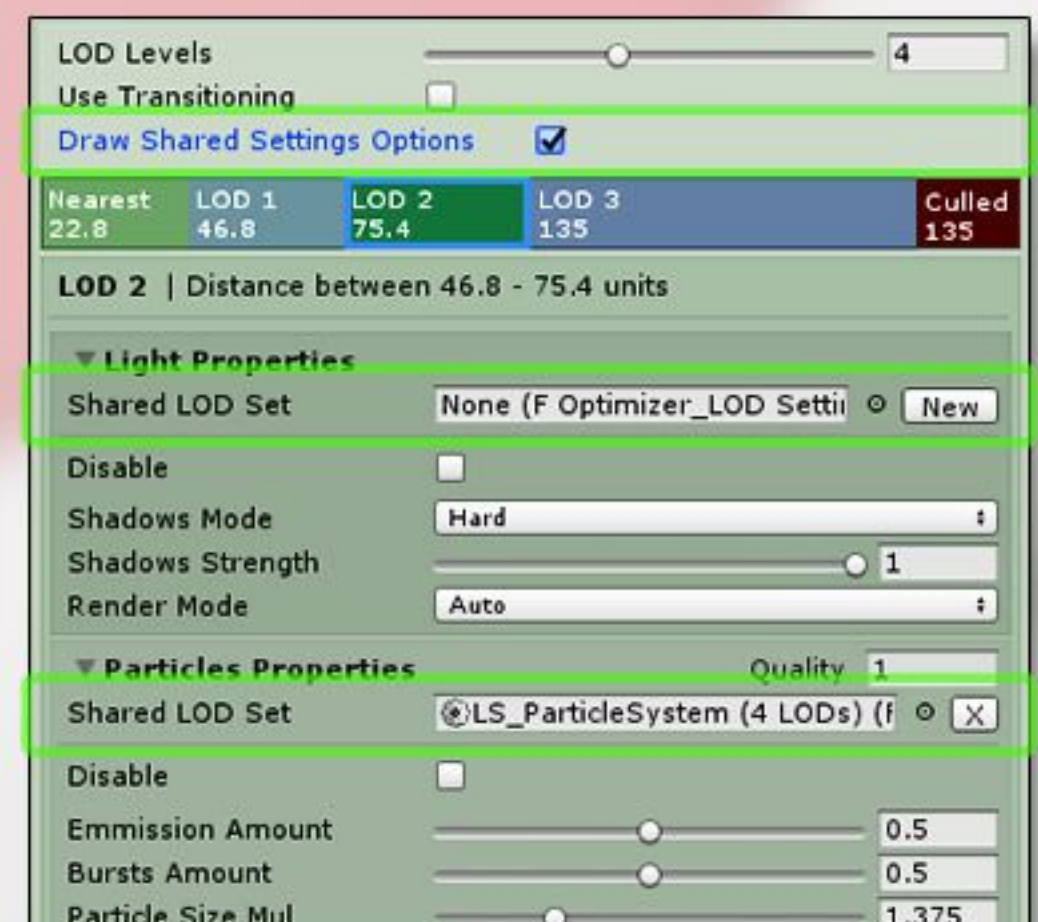 LOD Levels 4
Use Transitioning
Draw Shared Settings Options
Nearest LOD 1 LOD 2 LOD 3 Culled
22.8 46.8 75.4 135 135
LOD 2 | Distance between 46.8 - 75.4 units
Light Properties
Shared LOD Set None (F Optimizer_LOD Settin New
Disable
Shadows Mode Hard
Shadows Strength 1
Render Mode Auto
Particles Properties Quality 1
Shared LOD Set LS_ParticleSystem (4 LODs) (F X
Disable
Emmission Amount 0.5
Bursts Amount 0.5
Particle Size Mul 1.375